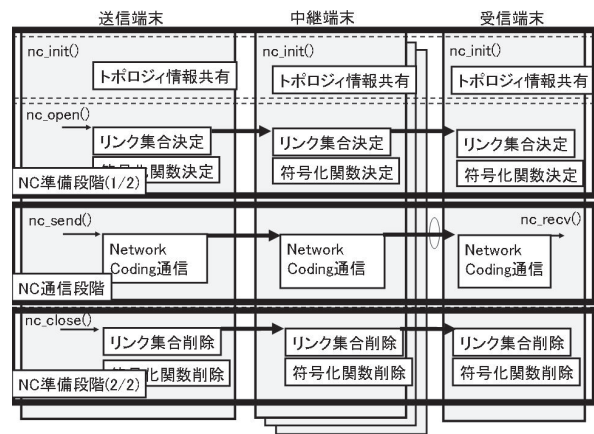 送信端末 中継端末 受信端末
nc_init() nc_init() nc_init()
トポロジィ情報共有 トポロジィ情報共有 トポロジィ情報共有
nc_open()
リンク集合決定 リンク集合決定 リンク集合決定
符号化関数決定 符号化関数決定 符号化関数決定
NC準備段階(1/2)
nc_send() nc_recv()
Network Network Network
Coding通信 Coding通信 Coding通信
NC通信段階
nc_close()
リンク集合削除 リンク集合削除 リンク集合削除
符号化関数削除 符号化関数削除 符号化関数削除
NC準備段階(2/2)